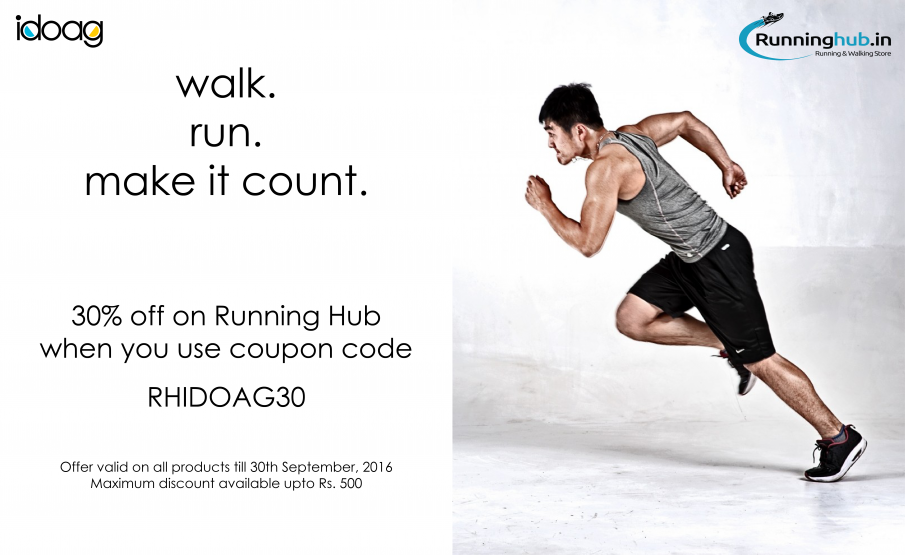 idoag
Runninghub.in
Running & Walking Store
walk.
run.
make it count.
30% off on Running Hub
when you use coupon code
RHIDOAG30
Offer valid on all products till 30th September, 2016
Maximum discount available upto Rs. 500